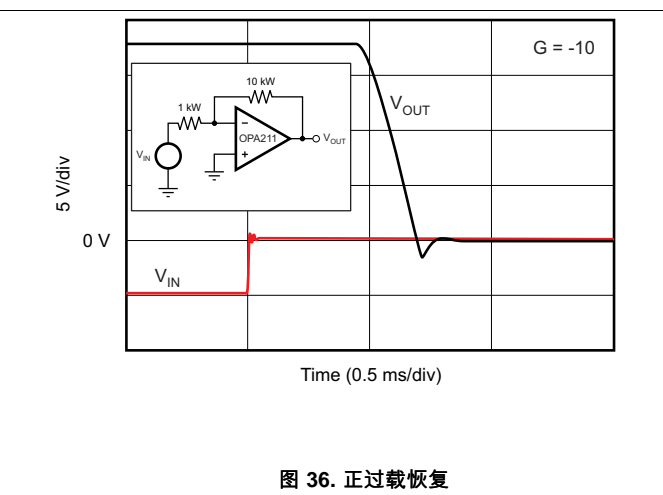 G = -10
10 kW
1 kW
V_OUT
OPA211
V_IN
V_OUT
−
+
5 V/div
0 V
V_IN
Time (0.5 ms/div)
图 36. 正过载恢复